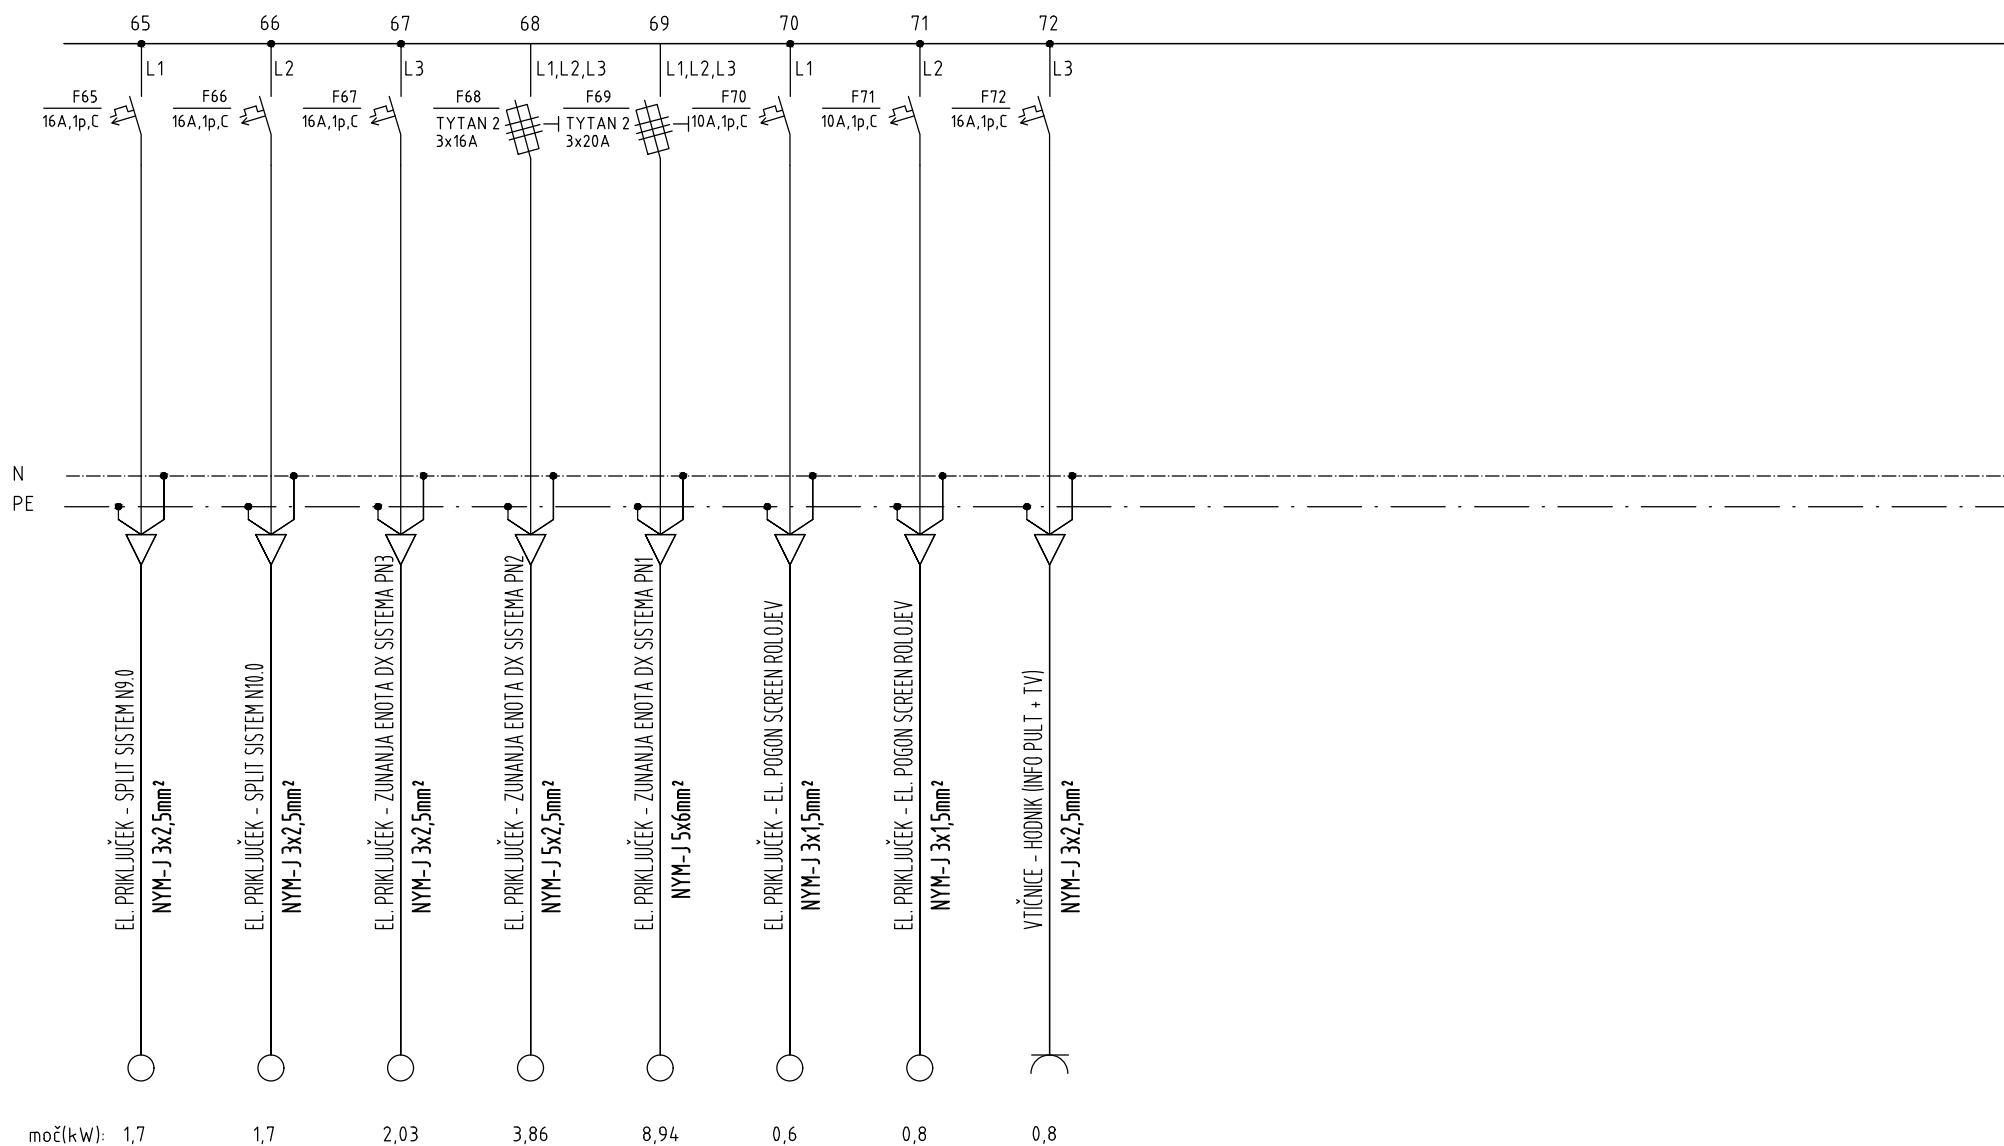 65 66 67 68 69 70 71 72
L1 L2 L3 L1,L2,L3 L1,L2,L3 L1 L2 L3
F65 F66 F67 F68 F69 F70 F71 F72
16A,1p,C 16A,1p,C 16A,1p,C TYTAN 2 TYTAN 2 10A,1p,C 10A,1p,C 16A,1p,C
3x16A 3x20A
N
PE
EL. PRIKLJUČEK - SPLIT SISTEM N9.0
NYM-J 3x2,5mm²
EL. PRIKLJUČEK - SPLIT SISTEM N10.0
NYM-J 3x2,5mm²
EL. PRIKLJUČEK - ZUNANJA ENOTA DX SISTEMA PN3
NYM-J 3x2,5mm²
EL. PRIKLJUČEK - ZUNANJA ENOTA DX SISTEMA PN2
NYM-J 5x2,5mm²
EL. PRIKLJUČEK - ZUNANJA ENOTA DX SISTEMA PN1
NYM-J 5x6mm²
EL. PRIKLJUČEK - EL. POGON SCREEN ROLOJEV
NYM-J 3x1,5mm²
EL. PRIKLJUČEK - EL. POGON SCREEN ROLOJEV
NYM-J 3x1,5mm²
VTIČNICE - HODNIK (INFO PULT + TV)
NYM-J 3x2,5mm²
moč(kW): 1,7 1,7 2,03 3,86 8,94 0,6 0,8 0,8